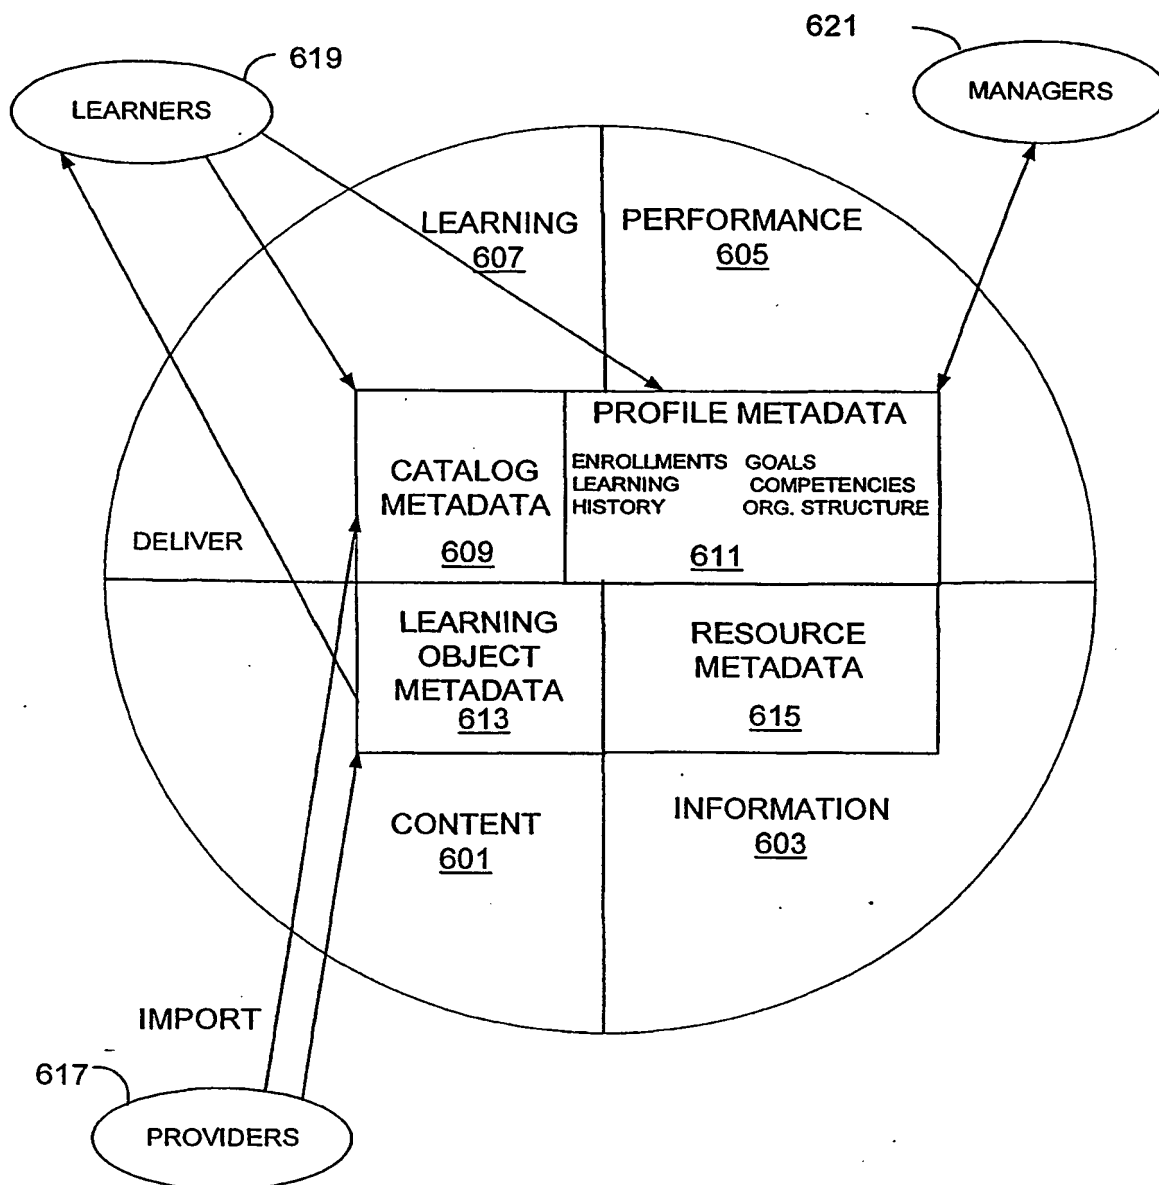 621
619
LEARNERS
MANAGERS
LEARNING
607
PERFORMANCE
605
PROFILE METADATA
ENROLLMENTS GOALS
LEARNING COMPETENCIES
HISTORY ORG. STRUCTURE
611
CATALOG
METADATA
609
DELIVER
LEARNING
OBJECT
METADATA
613
RESOURCE
METADATA
615
CONTENT
601
INFORMATION
603
IMPORT
617
PROVIDERS